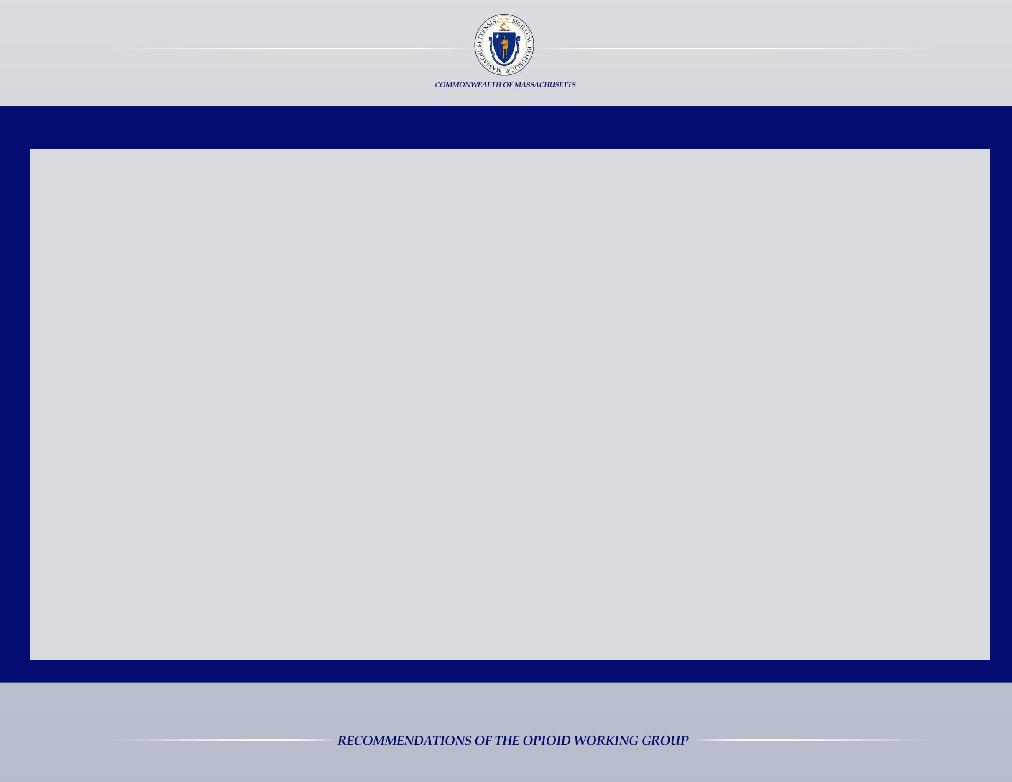 COMMONWEALTH OF MASSACHUSETTS
RECOMMENDATIONS OF THE OPIOID WORKING GROUP